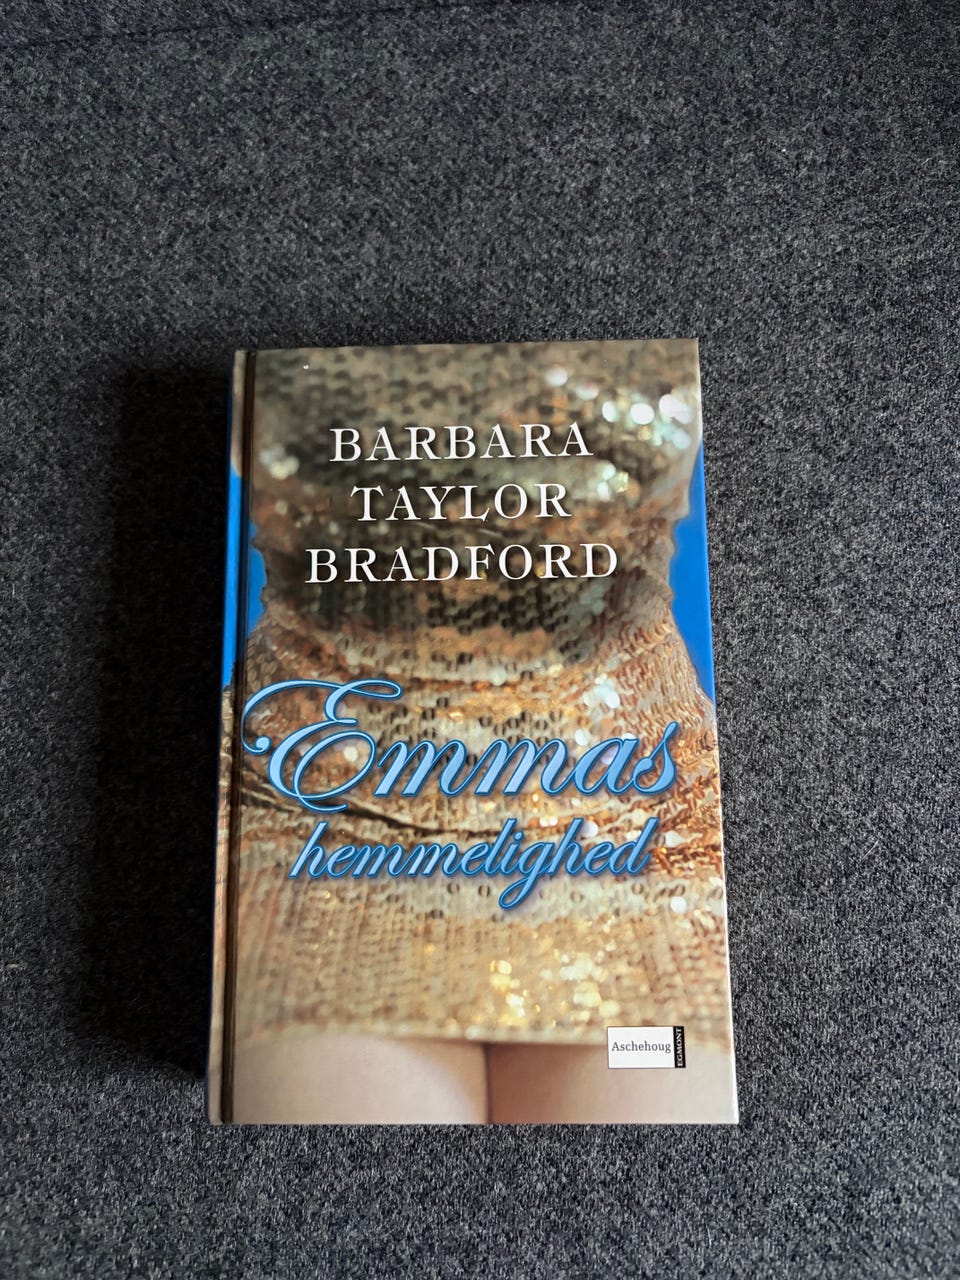 BARBARA
TAYLOR
BRADFORD
Emmas
hemmelighed
Aschehoug
EGMONT